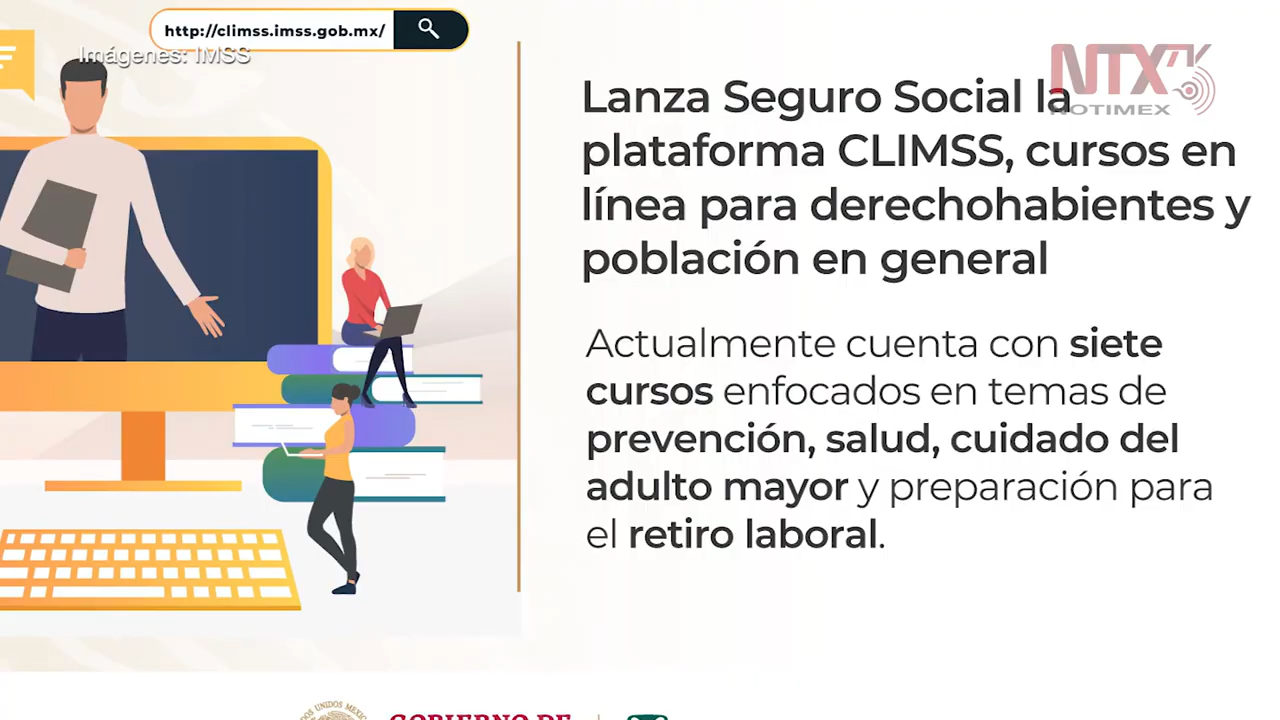 http://climss.imss.gob.mx/
Imágenes: IMSS
NTX
NOTIMEX
Lanza Seguro Social la
plataforma CLIMSS, cursos en
línea para derechohabientes y
población en general
Actualmente cuenta con siete
cursos enfocados en temas de
prevención, salud, cuidado del
adulto mayor y preparación para
el retiro laboral.
GOBIERNO DE